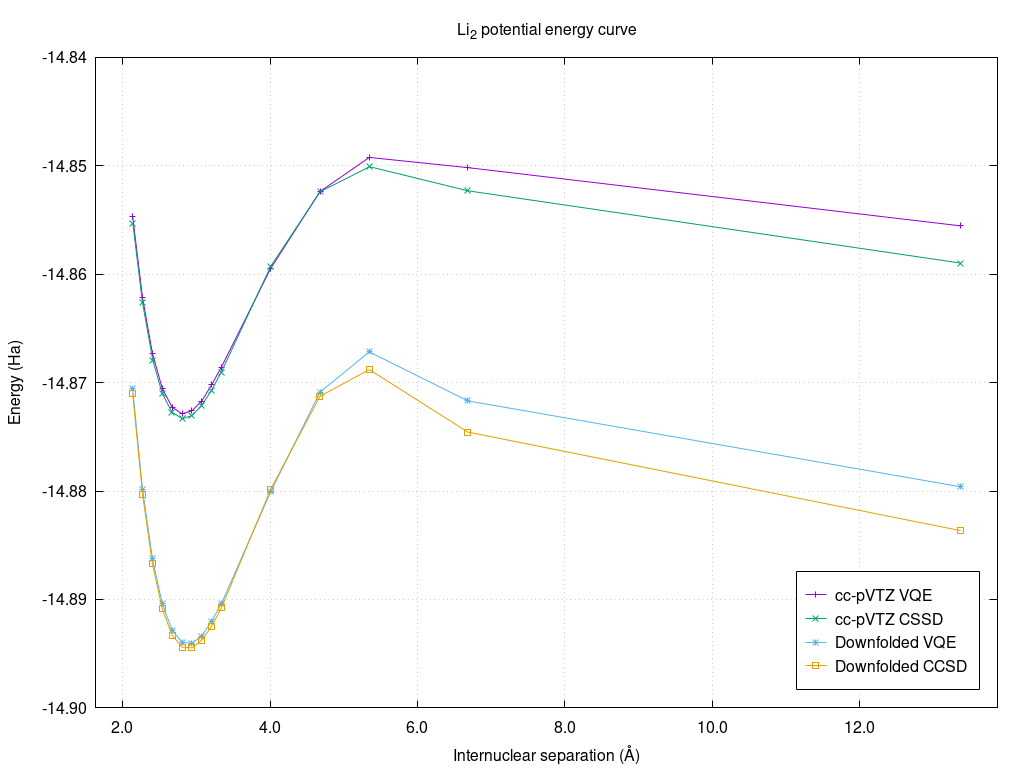 Li₂ potential energy curve
-14.84
-14.85
-14.86
-14.87
-14.88
-14.89
-14.90
Energy (Ha)
cc-pVTZ VQE
cc-pVTZ CSSD
Downfolded VQE
Downfolded CCSD
2.0 4.0 6.0 8.0 10.0 12.0
Internuclear separation (Å)